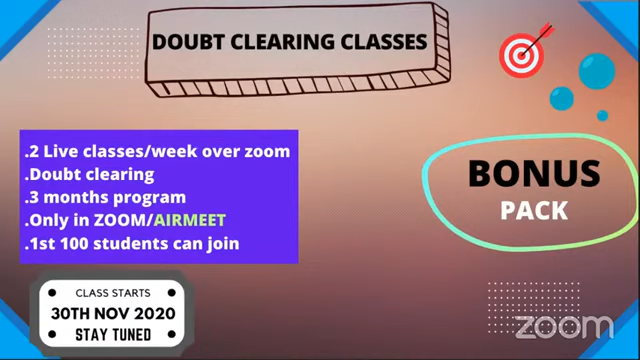 DOUBT CLEARING CLASSES
.2 Live classes/week over zoom
.Doubt clearing
.3 months program
.Only in ZOOM/AIRMEET
.1st 100 students can join
BONUS
PACK
CLASS STARTS
30TH NOV 2020
STAY TUNED
zoom